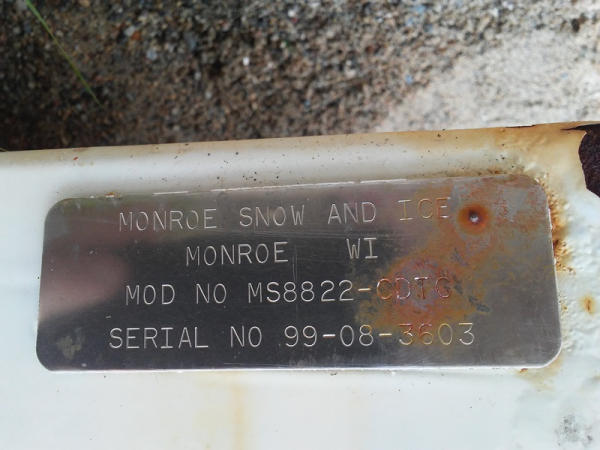 MONROE SNOW AND ICE
MONROE WI
MOD NO MS8822-CDTG
SERIAL NO 99-08-3603